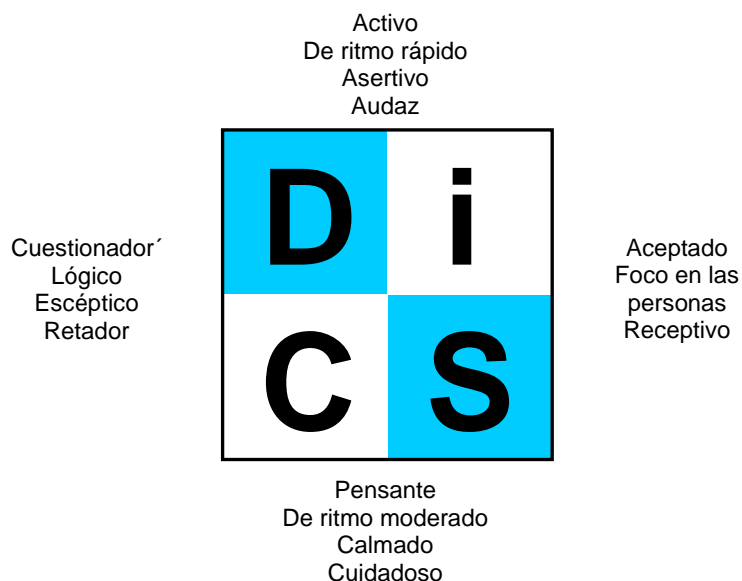 Activo
De ritmo rápido
Asertivo
Audaz
D i
Cuestionador´
Lógico
Escéptico
Retador
Aceptado
Foco en las
personas
Receptivo
C S
Pensante
De ritmo moderado
Calmado
Cuidadoso